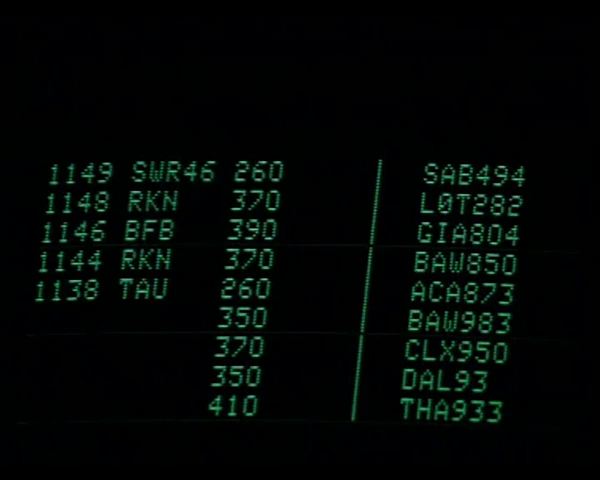 1149 SWR46 260 SAB494
1148 RKN 370 L0T282
1146 BFB 390 GIA804
1144 RKN 370 BAW850
1138 TAU 260 ACA873
350 BAW983
370 CLX950
350 DAL93
410 THA933